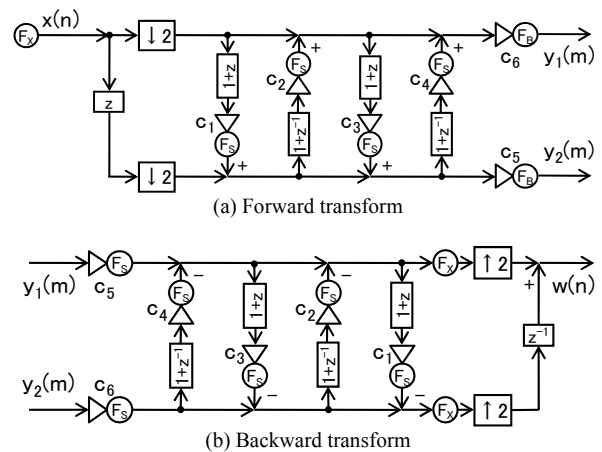 Fx x(n) ↓2 + + c6 FB y1(m)
1+z FS 1+z FS
z c2 c4
c1 c3
FS 1+z⁻¹ FS 1+z⁻¹ c5
↓2 + + FB y2(m)
(a) Forward transform
FS − − Fx ↑2 w(n)
y1(m) c5 FS 1+z FS 1+z +
c4 c2
c3 c1 z⁻¹
y2(m) c6 1+z⁻¹ FS 1+z⁻¹ FS
FS − − Fx ↑2
(b) Backward transform